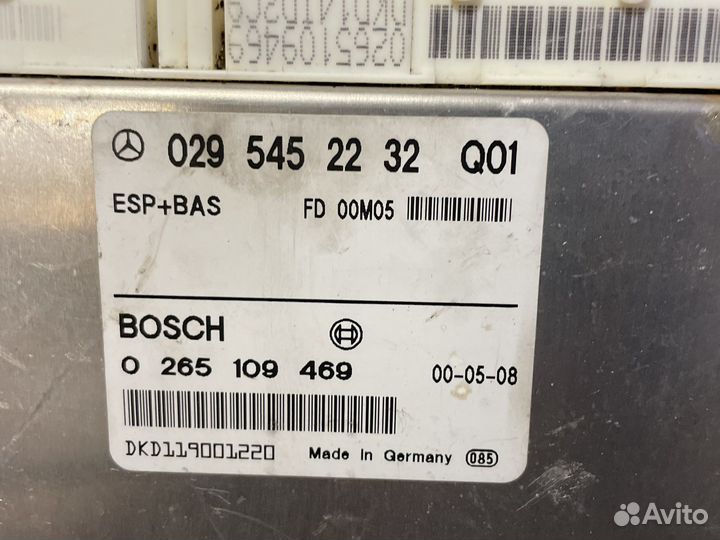 0265109469
029 545 22 32 Q01
ESP+BAS FD 00M05
BOSCH
0 265 109 469 00-05-08
DKD119001220 Made In Germany 085
Avito